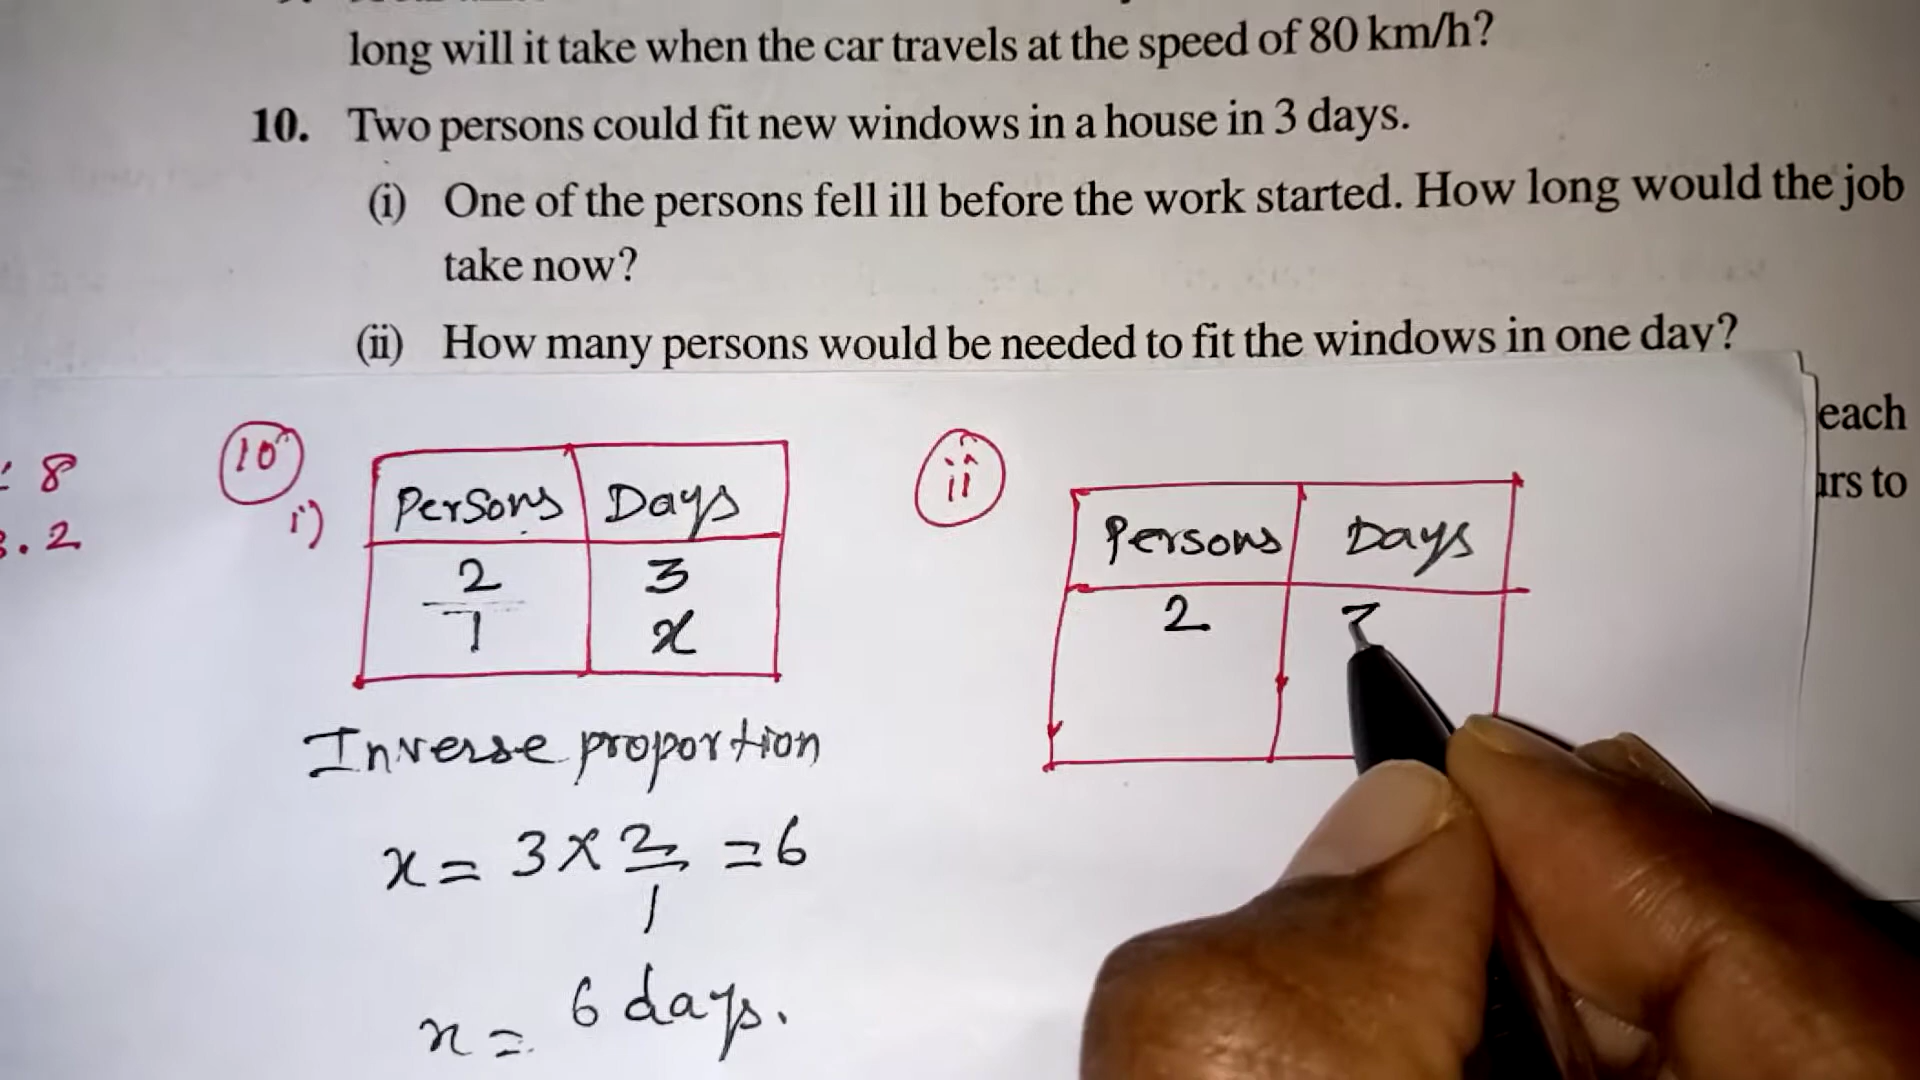 long will it take when the car travels at the speed of 80 km/h?
10. Two persons could fit new windows in a house in 3 days.
(i) One of the persons fell ill before the work started. How long would the job
take now?
(ii) How many persons would be needed to fit the windows in one day?
each
urs to
8
.2
10
i)
Persons Days
2 3
1 x
Inverse proportion
x = 3 × 2/1 = 6
x = 6 days.
ii
Persons Days
2